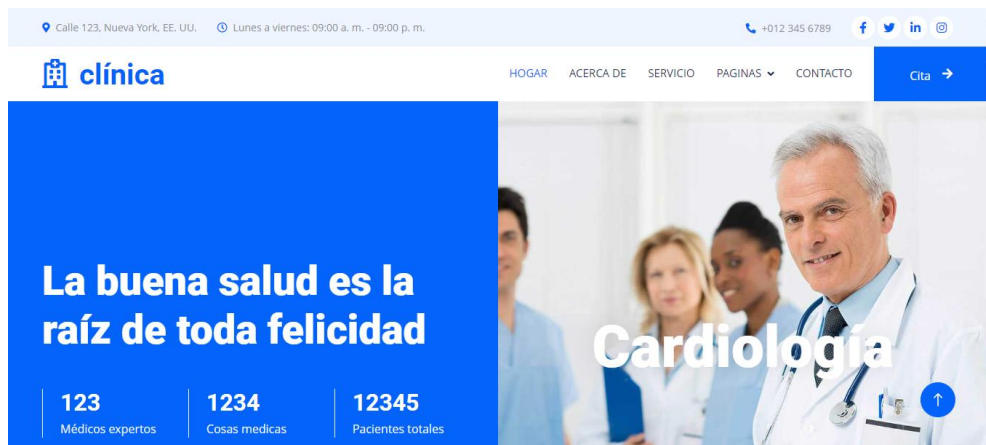 Calle 123, Nueva York, EE. UU. Lunes a viernes: 09:00 a. m. - 09:00 p. m. +012 345 6789
clínica HOGAR ACERCA DE SERVICIO PAGINAS CONTACTO Cita
La buena salud es la
raíz de toda felicidad
Cardiología
123 1234 12345
Médicos expertos Cosas medicas Pacientes totales